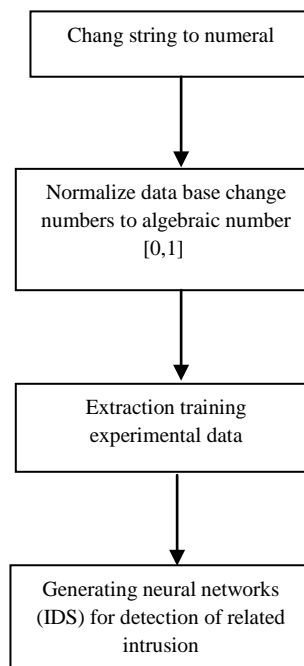 Chang string to numeral
Normalize data base change
numbers to algebraic number
[0,1]
Extraction training
experimental data
Generating neural networks
(IDS) for detection of related
intrusion